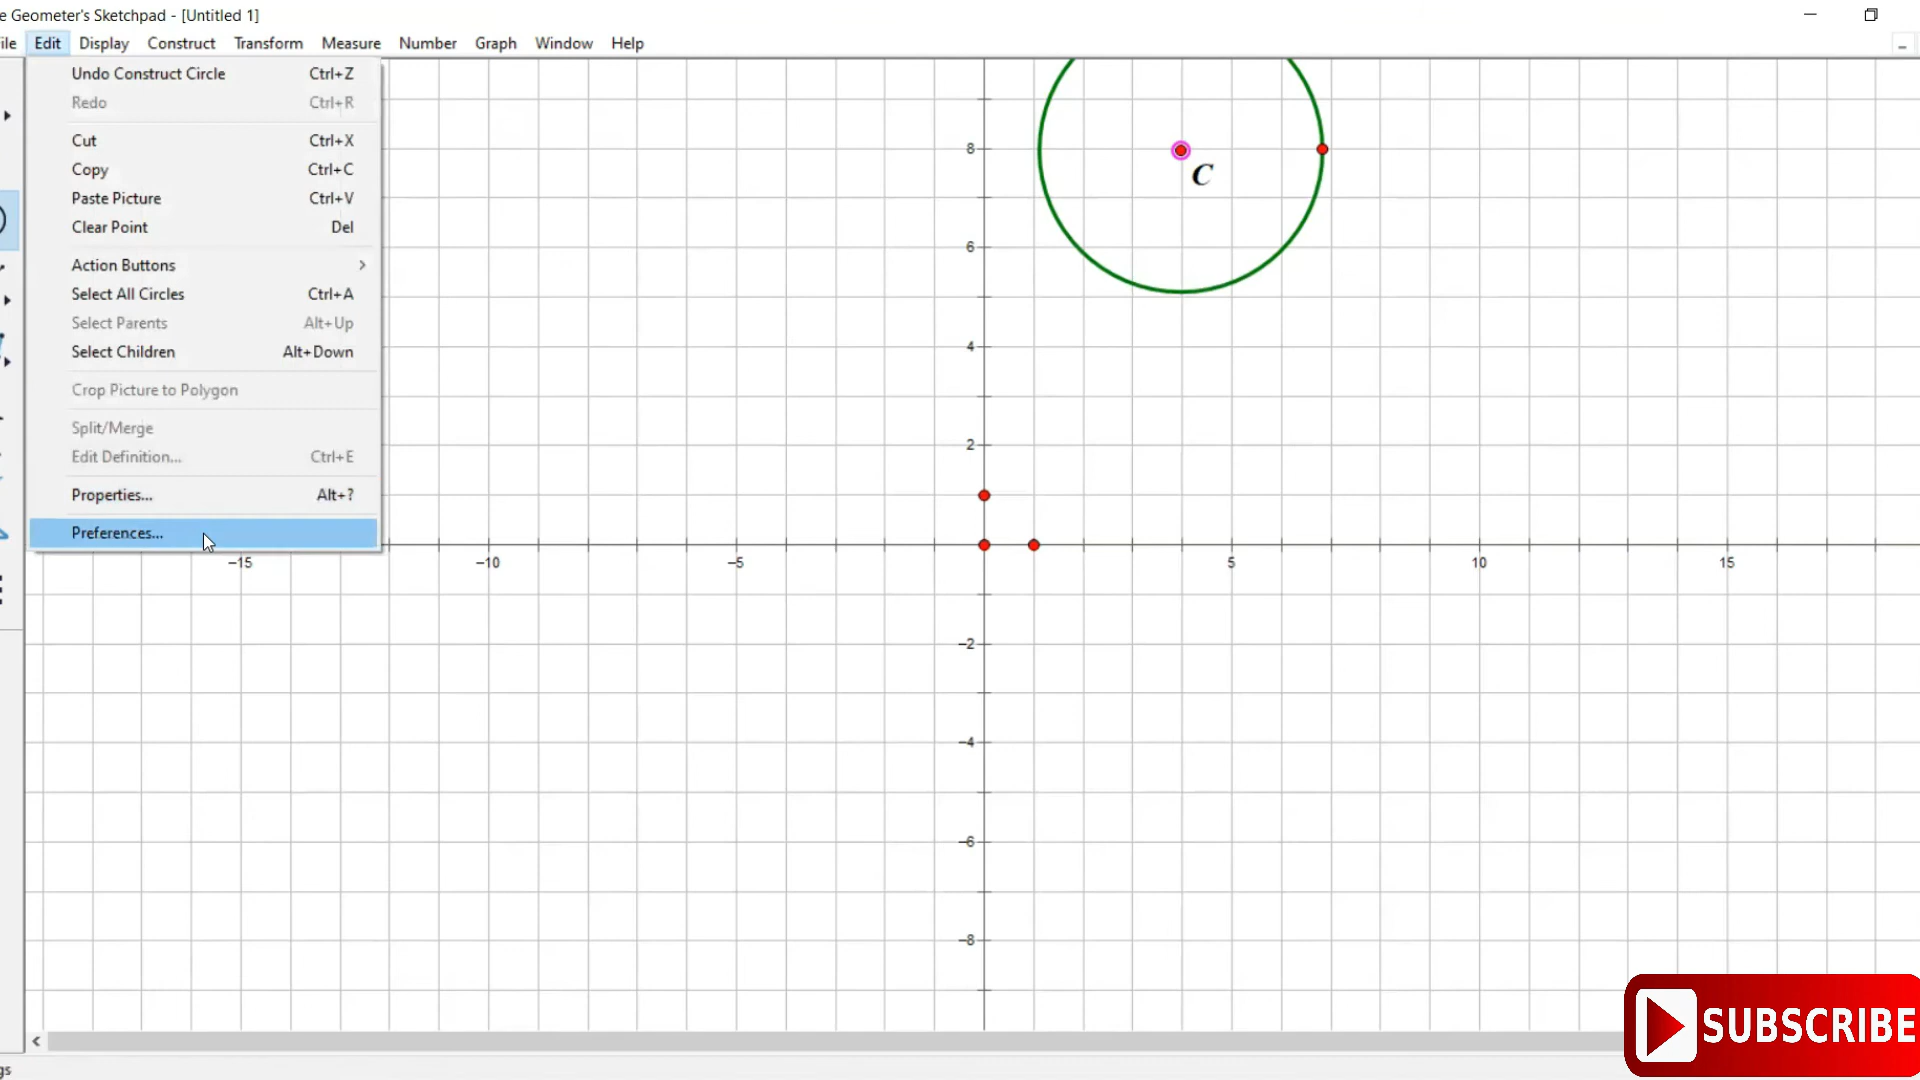 e Geometer's Sketchpad - [Untitled 1]
ile Edit Display Construct Transform Measure Number Graph Window Help
Undo Construct Circle Ctrl+Z
Redo Ctrl+R
Cut Ctrl+X
Copy Ctrl+C
Paste Picture Ctrl+V
Clear Point Del
Action Buttons
Select All Circles Ctrl+A
Select Parents Alt+Up
Select Children Alt+Down
Crop Picture to Polygon
Split/Merge
Edit Definition... Ctrl+E
Properties... Alt+?
Preferences...
8
C
6
4
2
−15 −10 −5 5 10 15
−2
−4
−6
−8
SUBSCRIBE
gs